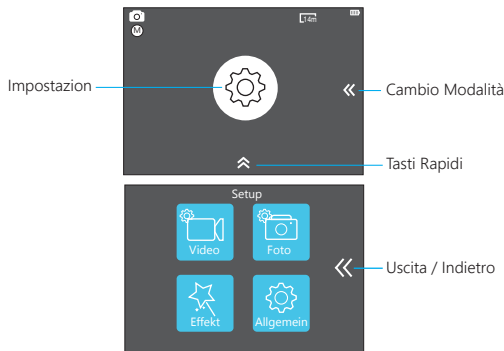 M
14m
Impostazion
Cambio Modalità
Tasti Rapidi
Setup
Video
Foto
Uscita / Indietro
Effekt
Allgemein